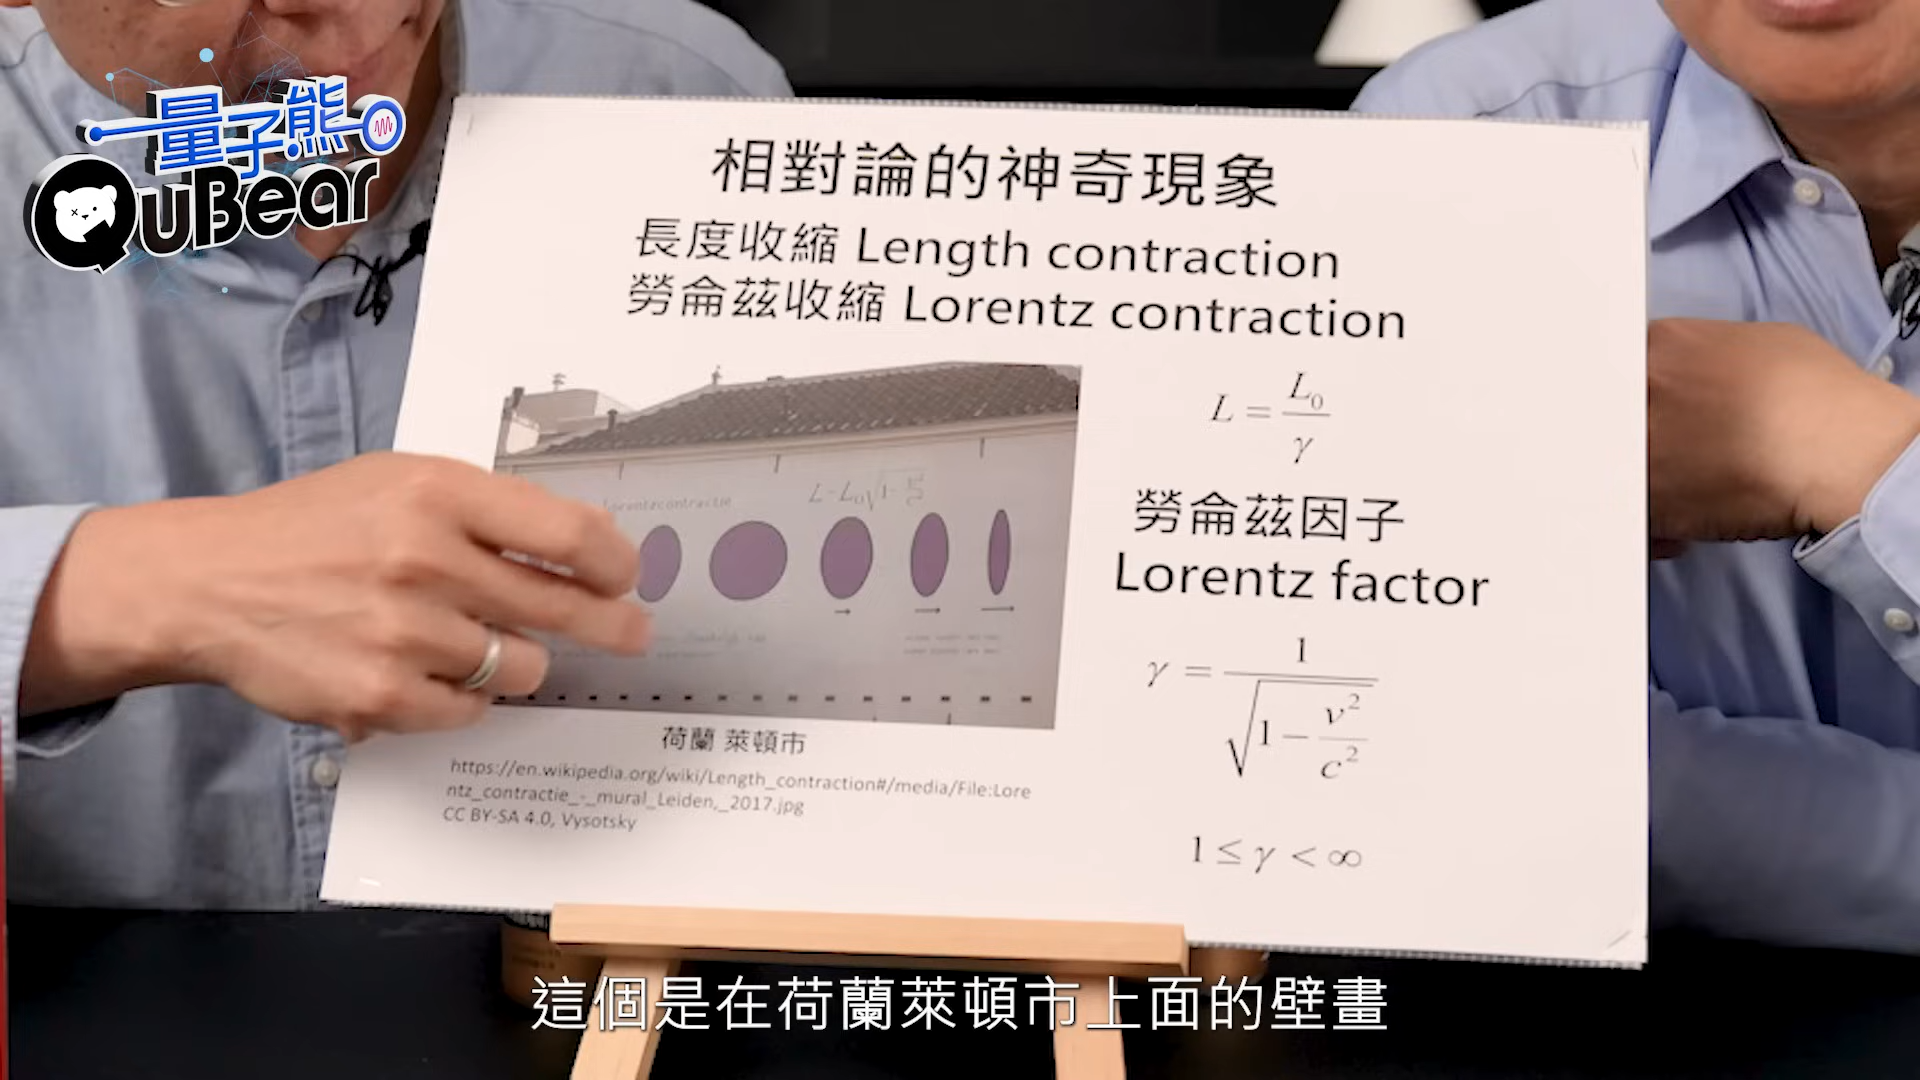 量子熊
QuBear
相對論的神奇現象
長度收縮 Length contraction
勞侖茲收縮 Lorentz contraction
L = L₀/γ
Lorentzcontractie
勞侖茲因子
Lorentz factor
γ = 1/√(1 − v²/c²)
1 ≤ γ < ∞
荷蘭 萊頓市
https://en.wikipedia.org/wiki/Length_contraction#/media/File:Lore
ntz_contractie_-_mural_Leiden,_2017.jpg
CC BY-SA 4.0, Vysotsky
這個是在荷蘭萊頓市上面的壁畫